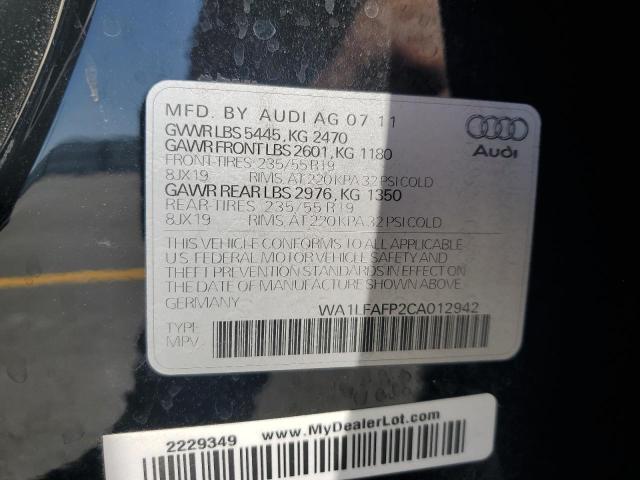 MFD. BY AUDI AG 07 11
GWWR LBS 5445, KG 2470
GAWR FRONT LBS 2601, KG 1180
FRONT-TIRES 235/55 R19
8JX19 RIMS AT 220 KPA 32 PSI COLD
GAWR REAR LBS 2976, KG 1350
REAR-TIRES 235/55 R19
8JX19 RIMS AT 220 KPA 32 PSI COLD
THIS VEHICLE CONFORMS TO ALL APPLICABLE
U.S. FEDERAL MOTOR VEHICLE SAFETY AND
THEFT PREVENTION STANDARDS IN EFFECT ON
THE DATE OF MANUFACTURE SHOWN ABOVE.
GERMANY WA1LFAFP2CA012942
TYPE:
MPV
Audi
2229349 www.MyDealerLot.com